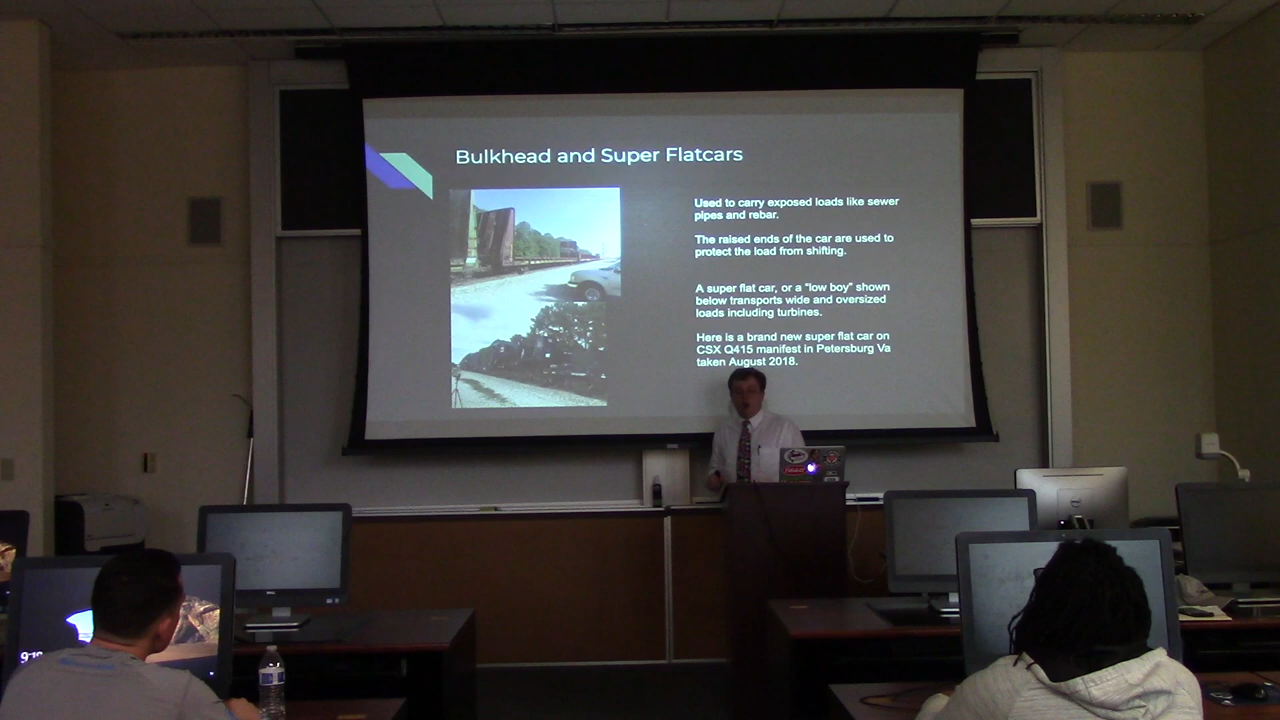 Bulkhead and Super Flatcars
Used to carry exposed loads like sewer
pipes and rebar.
The raised ends of the car are used to
protect the load from shifting.
A super flat car, or a "low boy" shown
below transports wide and oversized
loads including turbines.
Here is a brand new super flat car on
CSX Q415 manifest in Petersburg Va
taken August 2018.
DELL